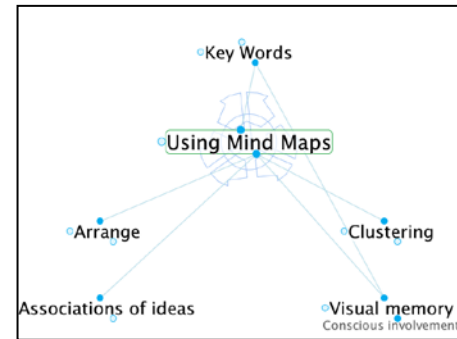 Key Words
Using Mind Maps
Arrange
Clustering
Associations of ideas
Visual memory
Conscious involvement